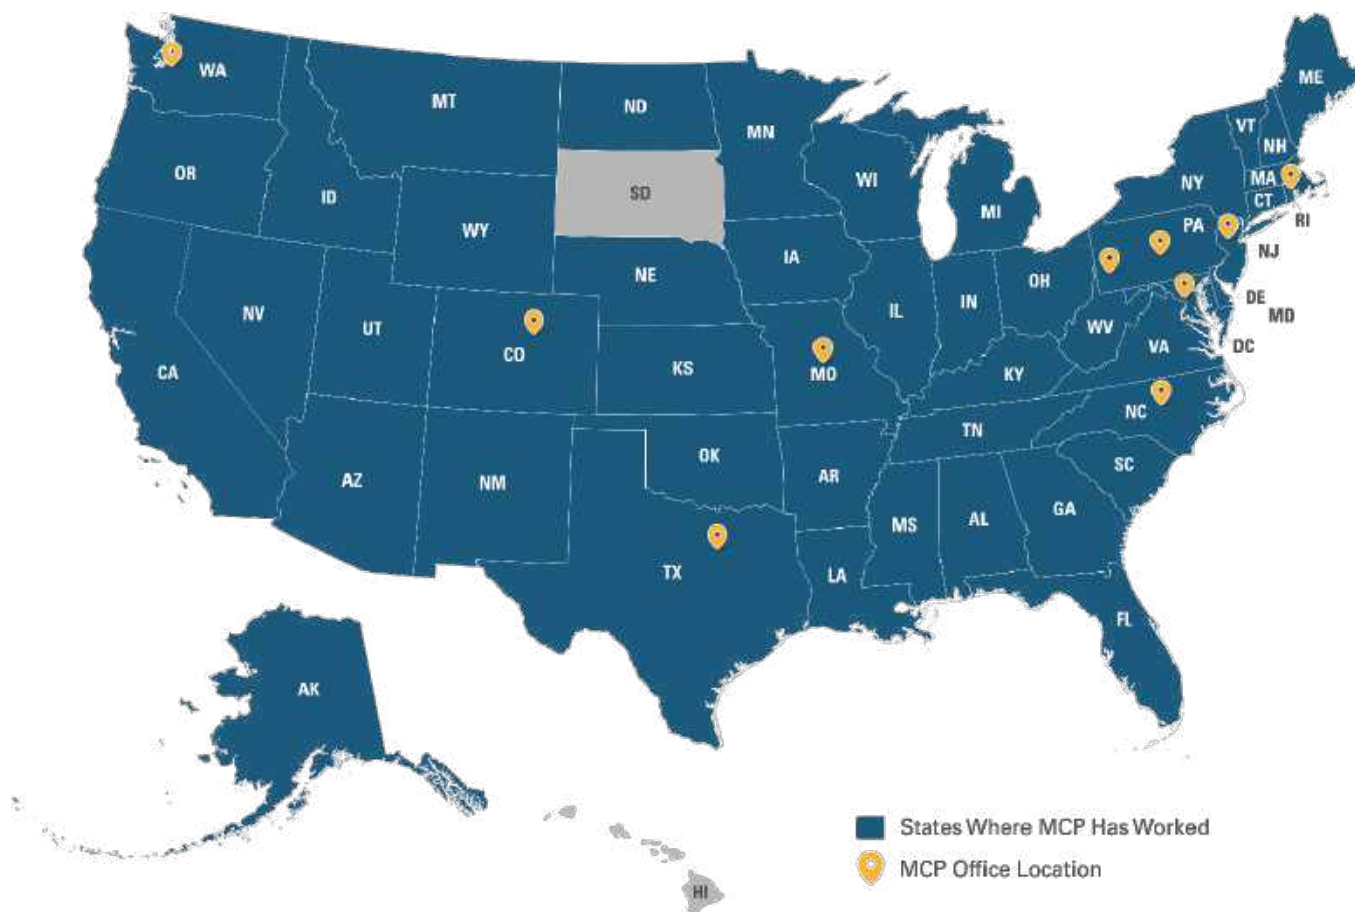 WA
MT
ND
MN
ME
VT
NH
OR
ID
SD
WI
MI
NY
MA
CT
RI
WY
IA
PA
NJ
NE
OH
NV
UT
CO
IL
IN
WV
DE
MD
CA
KS
MO
KY
VA
DC
AZ
NM
OK
AR
TN
NC
SC
MS
AL
GA
TX
LA
FL
AK
HI
States Where MCP Has Worked
MCP Office Location